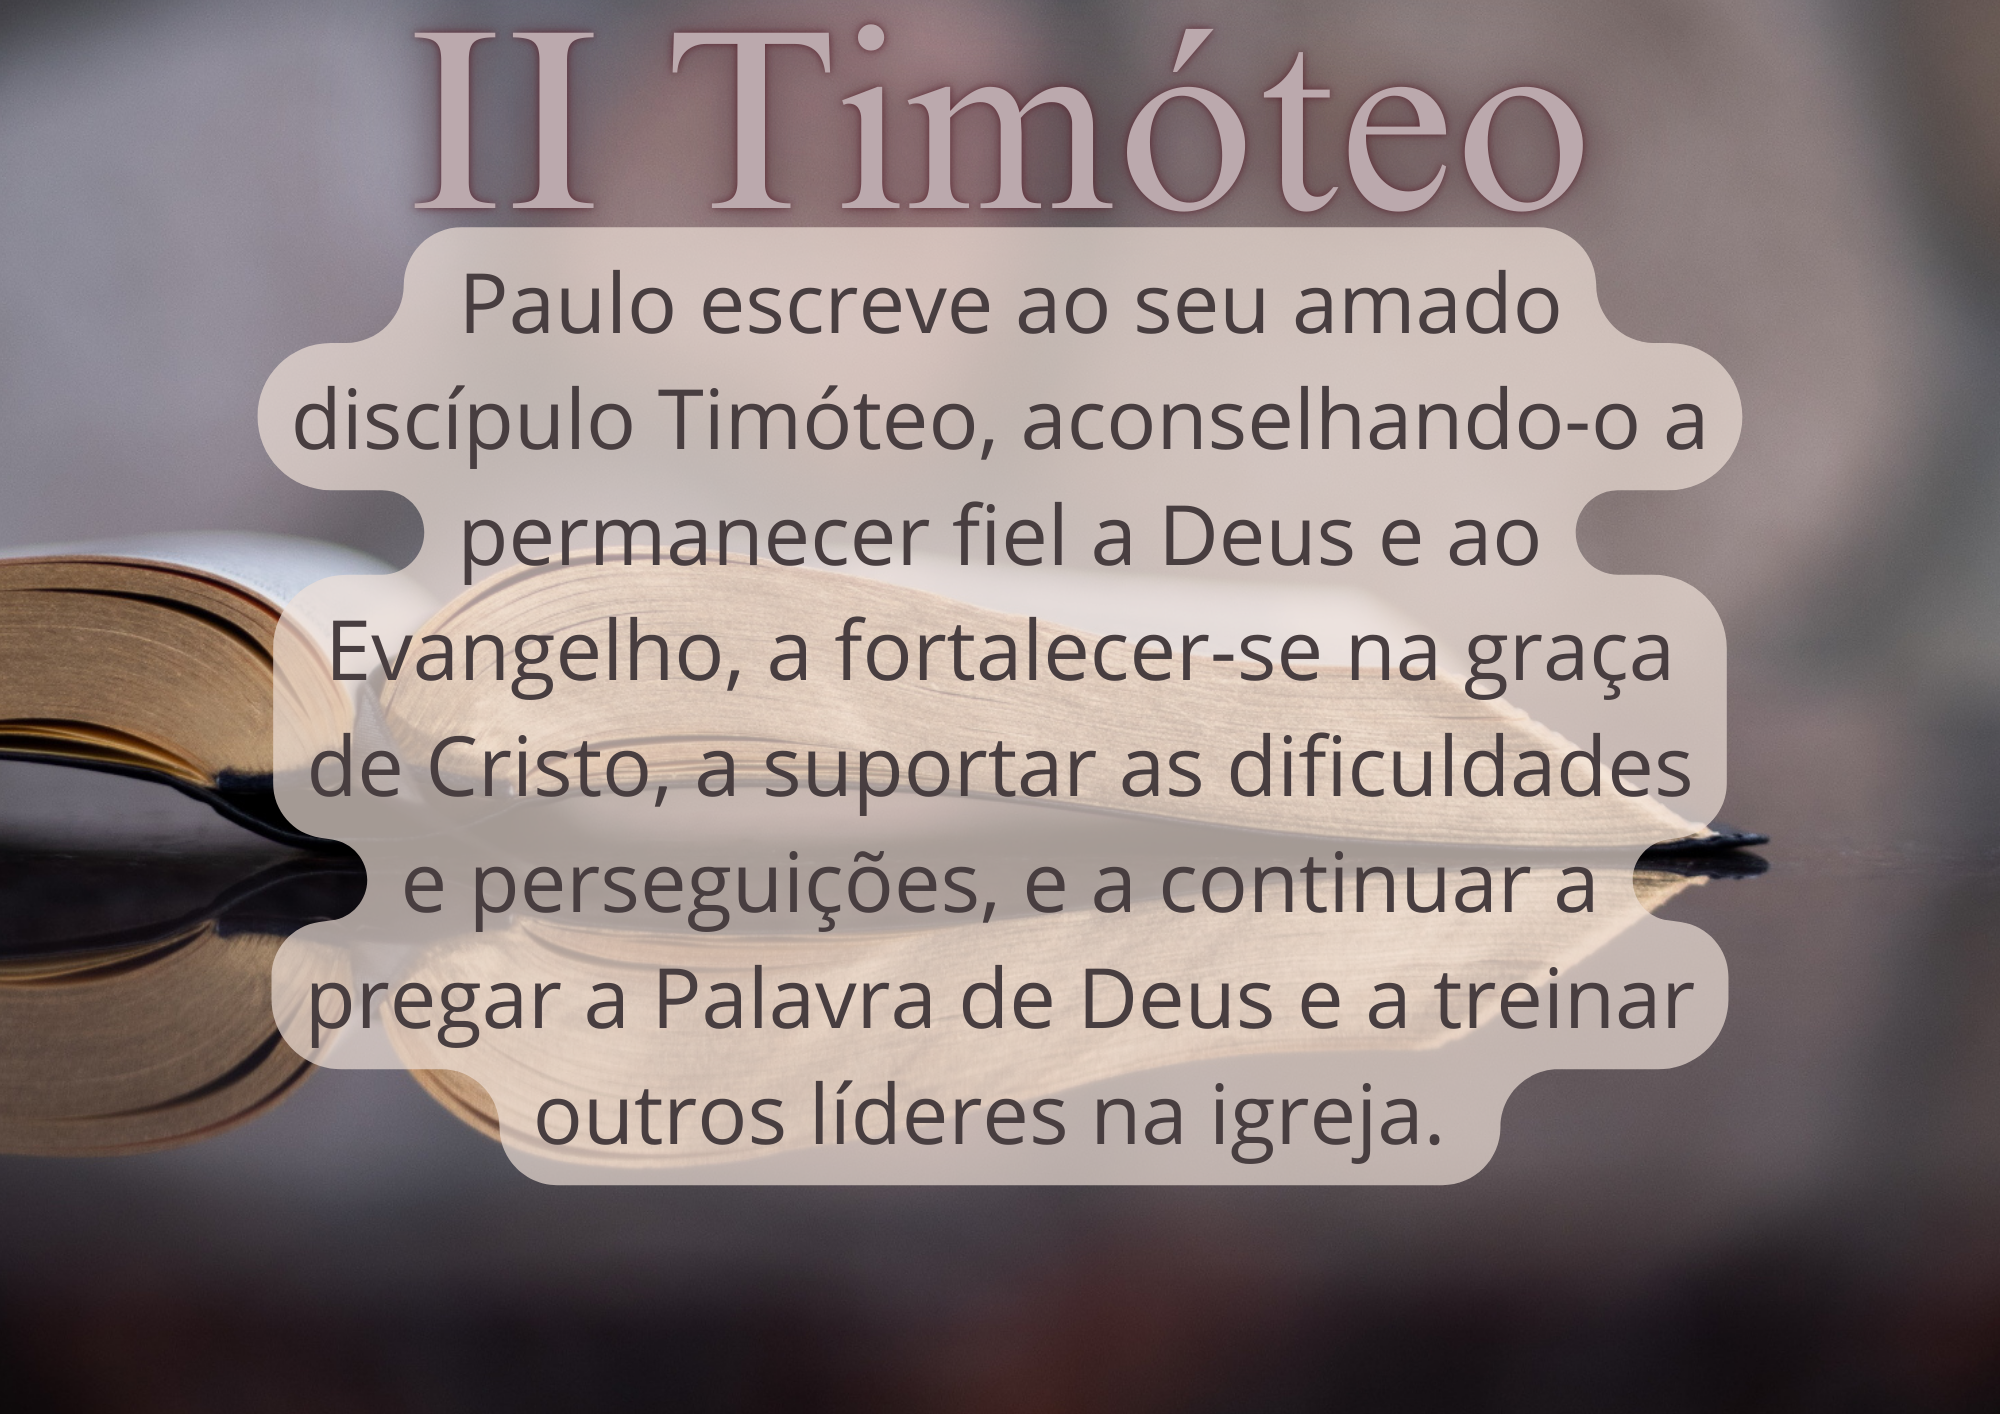 II Timóteo
Paulo escreve ao seu amado
discípulo Timóteo, aconselhando-o a
permanecer fiel a Deus e ao
Evangelho, a fortalecer-se na graça
de Cristo, a suportar as dificuldades
e perseguições, e a continuar a
pregar a Palavra de Deus e a treinar
outros líderes na igreja.